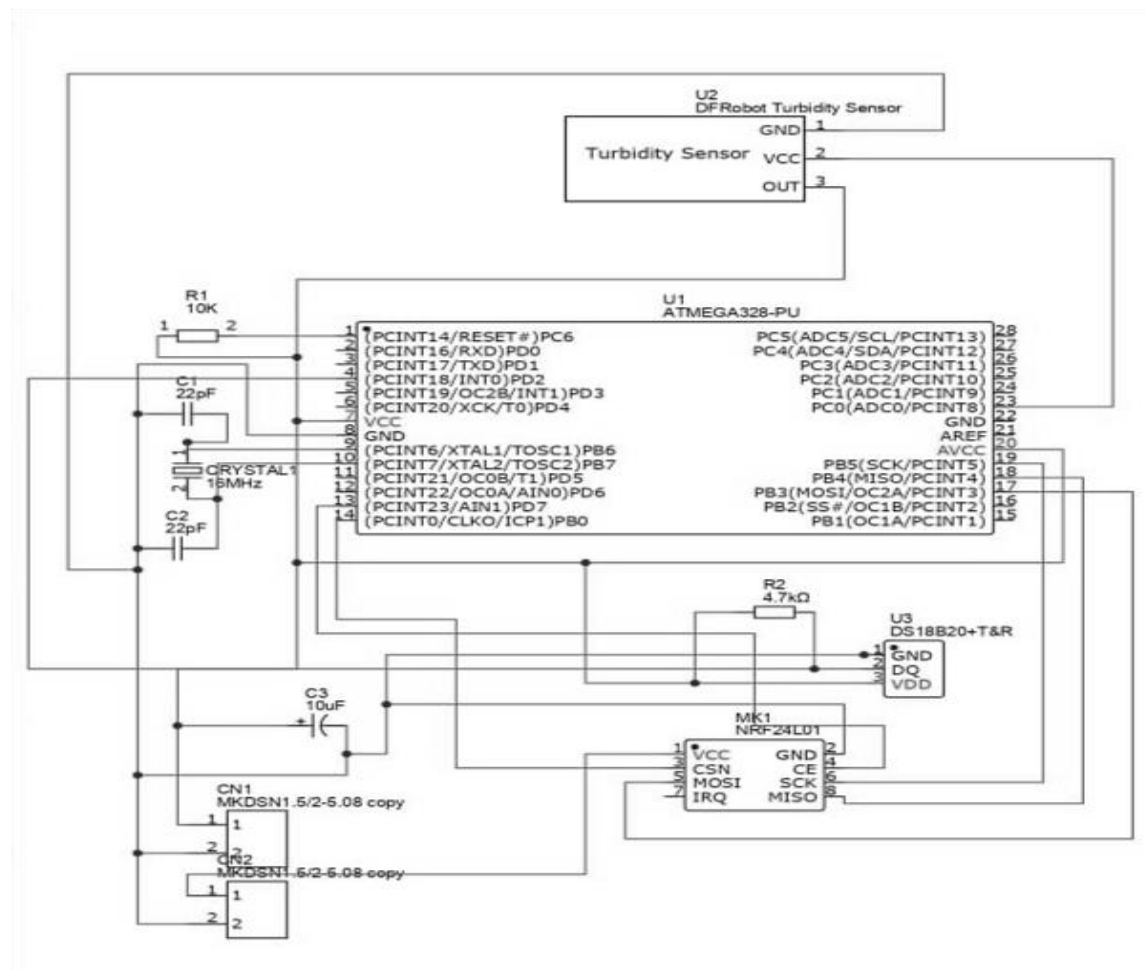 U2
DFRobot Turbidity Sensor
GND 1
Turbidity Sensor VCC 2
OUT 3
R1
10K
1 2
U1
ATMEGA328-PU
1 (PCINT14/RESET#)PC6 PC5(ADC5/SCL/PCINT13) 28
2 (PCINT16/RXD)PD0 PC4(ADC4/SDA/PCINT12) 27
3 (PCINT17/TXD)PD1 PC3(ADC3/PCINT11) 26
4 (PCINT18/INT0)PD2 PC2(ADC2/PCINT10) 25
5 (PCINT19/OC2B/INT1)PD3 PC1(ADC1/PCINT9) 24
6 (PCINT20/XCK/T0)PD4 PC0(ADC0/PCINT8) 23
7 VCC GND 22
8 GND AREF 21
9 (PCINT6/XTAL1/TOSC1)PB6 AVCC 20
10 (PCINT7/XTAL2/TOSC2)PB7 PB5(SCK/PCINT5) 19
11 (PCINT21/OC0B/T1)PD5 PB4(MISO/PCINT4) 18
12 (PCINT22/OC0A/AIN0)PD6 PB3(MOSI/OC2A/PCINT3) 17
13 (PCINT23/AIN1)PD7 PB2(SS#/OC1B/PCINT2) 16
14 (PCINT0/CLKO/ICP1)PB0 PB1(OC1A/PCINT1) 15
C1
22pF
1
CRYSTAL1
16MHz
2
C2
22pF
R2
4.7kΩ
U3
DS18B20+T&R
1 GND
2 DQ
3 VDD
C3
10uF
+
MK1
NRF24L01
1 VCC GND 2
3 CSN CE 4
5 MOSI SCK 6
7 IRQ MISO 8
CN1
MKDSN1.5/2-5.08 copy
1 1
2 2
CN2
MKDSN1.5/2-5.08 copy
1 1
2 2